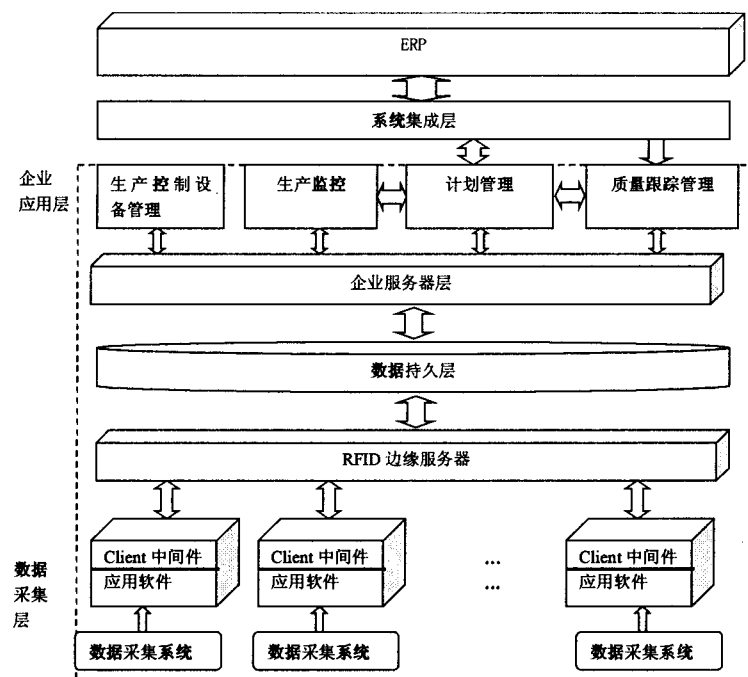 ERP
系统集成层
企业
应用层
生产控制设
备管理
生产监控
计划管理
质量跟踪管理
企业服务器层
数据持久层
RFID 边缘服务器
Client 中间件
应用软件
Client 中间件
应用软件
...
...
Client 中间件
应用软件
数据
采集
层
数据采集系统
数据采集系统
数据采集系统